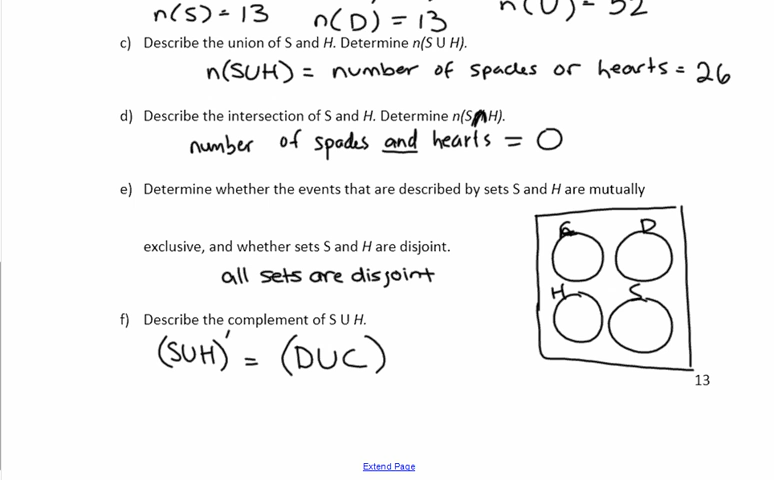 n(S) = 13 n(D) = 13 n(U) = 52
c) Describe the union of S and H. Determine n(S U H).
n(SUH) = number of spades or hearts = 26
d) Describe the intersection of S and H. Determine n(S∩H).
number of spades and hearts = 0
e) Determine whether the events that are described by sets S and H are mutually
exclusive, and whether sets S and H are disjoint.
all sets are disjoint
C D
H S
f) Describe the complement of S U H.
(SUH)' = (DUC)
13
Extend Page